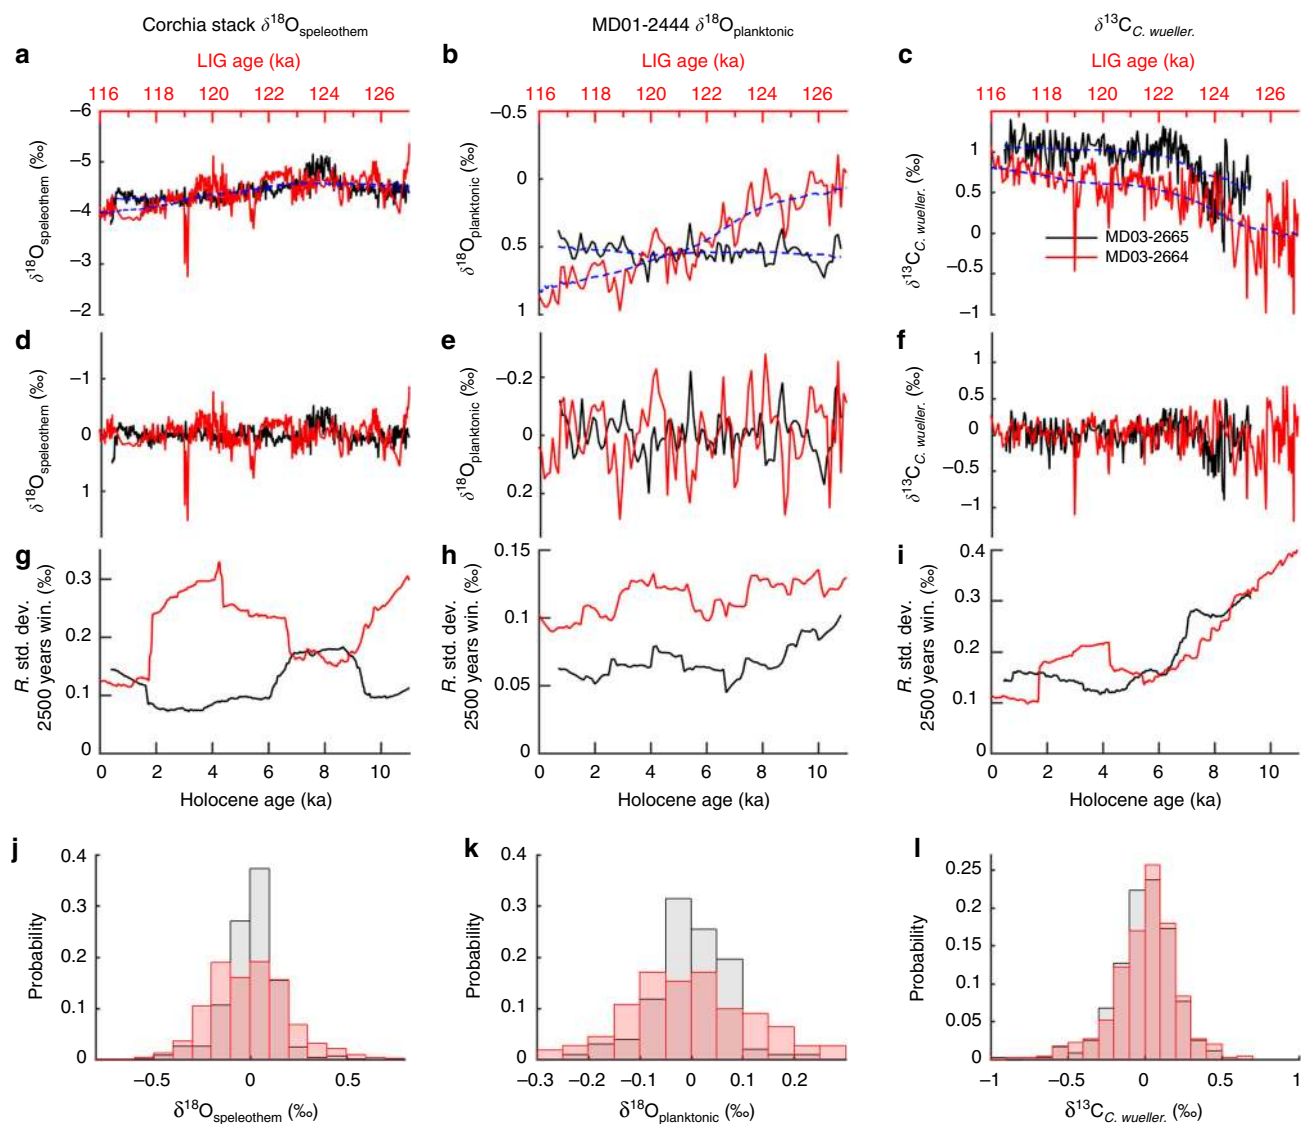 Corchia stack δ18Ospeleothem
MD01-2444 δ18Oplanktonic
δ13CC. wueller.
a
LIG age (ka)
116 118 120 122 124 126
–6
–5
–4
–3
–2
δ18Ospeleothem (‰)
b
LIG age (ka)
116 118 120 122 124 126
–0.5
0
0.5
1
δ18Oplanktonic (‰)
c
LIG age (ka)
116 118 120 122 124 126
1
0.5
0
–0.5
–1
δ13CC. wueller. (‰)
MD03-2665
MD03-2664
d
–1
0
1
δ18Ospeleothem (‰)
e
–0.2
0
0.2
δ18Oplanktonic (‰)
f
1
0.5
0
–0.5
–1
δ13CC. wueller. (‰)
g
0.3
0.2
0.1
0
R. std. dev.
2500 years win. (‰)
0 2 4 6 8 10
Holocene age (ka)
h
0.15
0.1
0.05
0
R. std. dev.
2500 years win. (‰)
0 2 4 6 8 10
Holocene age (ka)
i
0.4
0.3
0.2
0.1
0
R. std. dev.
2500 years win. (‰)
0 2 4 6 8 10
Holocene age (ka)
j
0.4
0.3
0.2
0.1
0
Probability
–0.5 0 0.5
δ18Ospeleothem (‰)
k
0.4
0.3
0.2
0.1
0
Probability
–0.3 –0.2 –0.1 0 0.1 0.2
δ18Oplanktonic (‰)
l
0.25
0.2
0.15
0.1
0.05
0
Probability
–1 –0.5 0 0.5 1
δ13CC. wueller. (‰)